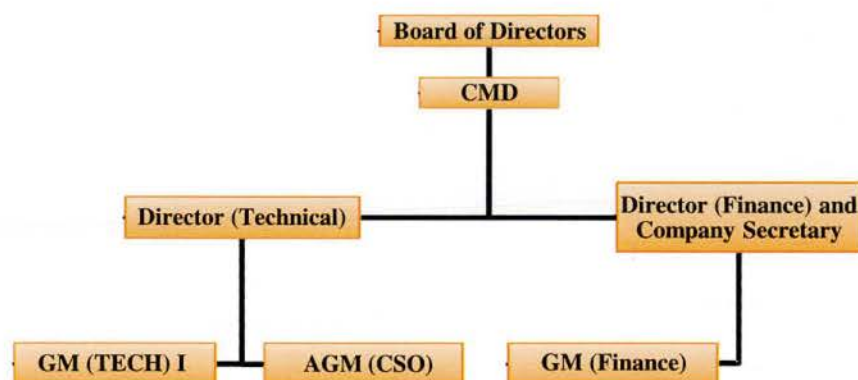 Board of Directors
CMD
Director (Technical)
Director (Finance) and
Company Secretary
GM (TECH) I
AGM (CSO)
GM (Finance)